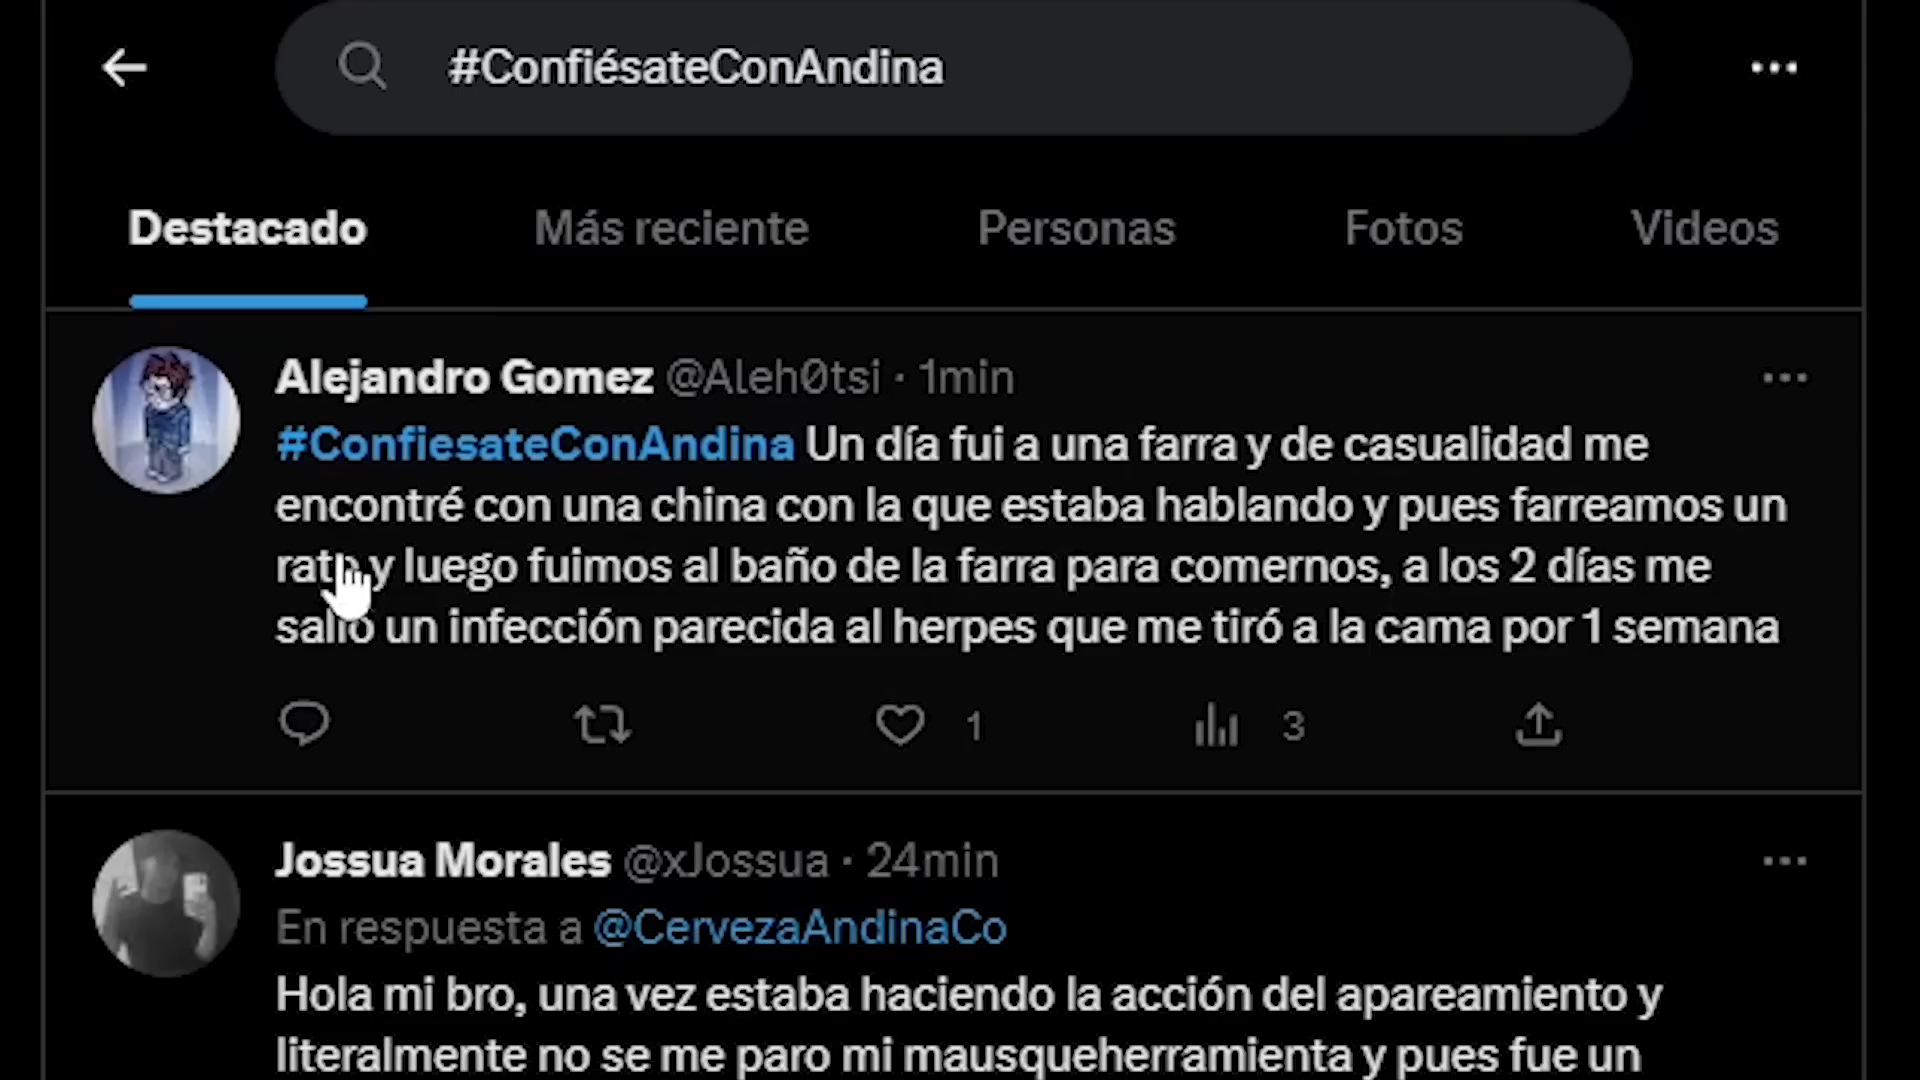 #ConfiésateConAndina
Destacado Más reciente Personas Fotos Videos
Alejandro Gomez @Aleh0tsi · 1min
#ConfiesateConAndina Un día fui a una farra y de casualidad me
encontré con una china con la que estaba hablando y pues farreamos un
rato y luego fuimos al baño de la farra para comernos, a los 2 días me
salió un infección parecida al herpes que me tiró a la cama por 1 semana
1 3
Jossua Morales @xJossua · 24min
En respuesta a @CervezaAndinaCo
Hola mi bro, una vez estaba haciendo la acción del apareamiento y
literalmente no se me paro mi mausqueherramienta y pues fue un